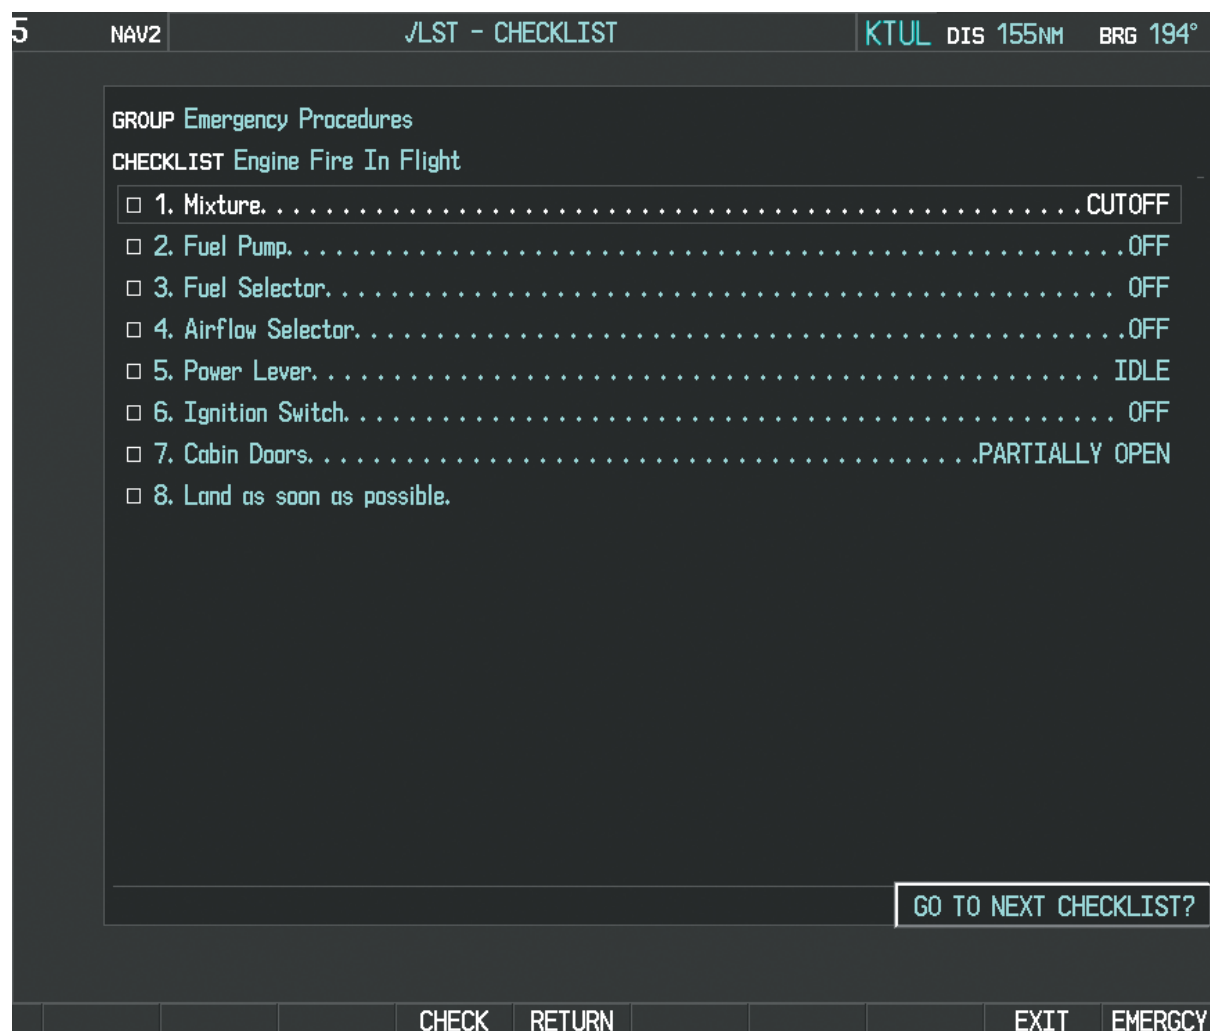 5 NAV2 √LST - CHECKLIST KTUL DIS 155NM BRG 194°
GROUP Emergency Procedures
CHECKLIST Engine Fire In Flight
1. Mixture. . . . . . . . . . . . . . . . . . . . . . . . . . . . . . . . . . . . . . . . . . . . . . . . . . CUTOFF
2. Fuel Pump. . . . . . . . . . . . . . . . . . . . . . . . . . . . . . . . . . . . . . . . . . . . . . . . . . . OFF
3. Fuel Selector. . . . . . . . . . . . . . . . . . . . . . . . . . . . . . . . . . . . . . . . . . . . . . . . OFF
4. Airflow Selector. . . . . . . . . . . . . . . . . . . . . . . . . . . . . . . . . . . . . . . . . . . . . . . OFF
5. Power Lever. . . . . . . . . . . . . . . . . . . . . . . . . . . . . . . . . . . . . . . . . . . . . . . . IDLE
6. Ignition Switch. . . . . . . . . . . . . . . . . . . . . . . . . . . . . . . . . . . . . . . . . . . . . . . OFF
7. Cabin Doors. . . . . . . . . . . . . . . . . . . . . . . . . . . . . . . . . . . . . . . . .PARTIALLY OPEN
8. Land as soon as possible.
GO TO NEXT CHECKLIST?
CHECK RETURN EXIT EMERGCY